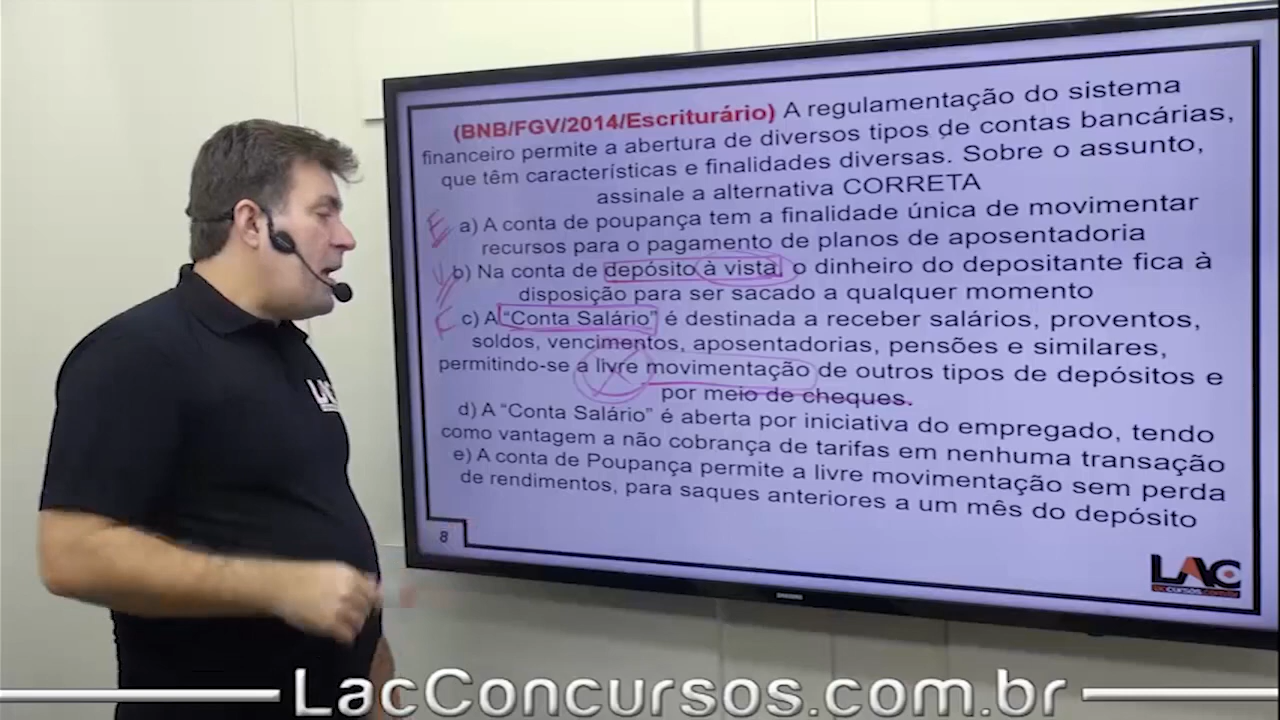 (BNB/FGV/2014/Escriturário) A regulamentação do sistema
financeiro permite a abertura de diversos tipos de contas bancárias,
que têm características e finalidades diversas. Sobre o assunto,
assinale a alternativa CORRETA
E a) A conta de poupança tem a finalidade única de movimentar
recursos para o pagamento de planos de aposentadoria
b) Na conta de depósito à vista, o dinheiro do depositante fica à
disposição para ser sacado a qualquer momento
c) A “Conta Salário” é destinada a receber salários, proventos,
soldos, vencimentos, aposentadorias, pensões e similares,
permitindo-se a livre movimentação de outros tipos de depósitos e
por meio de cheques.
d) A “Conta Salário” é aberta por iniciativa do empregado, tendo
como vantagem a não cobrança de tarifas em nenhuma transação
e) A conta de Poupança permite a livre movimentação sem perda
de rendimentos, para saques anteriores a um mês do depósito
8
LAC
laccursos.com.br
SAMSUNG
LAC
LacConcursos.com.br